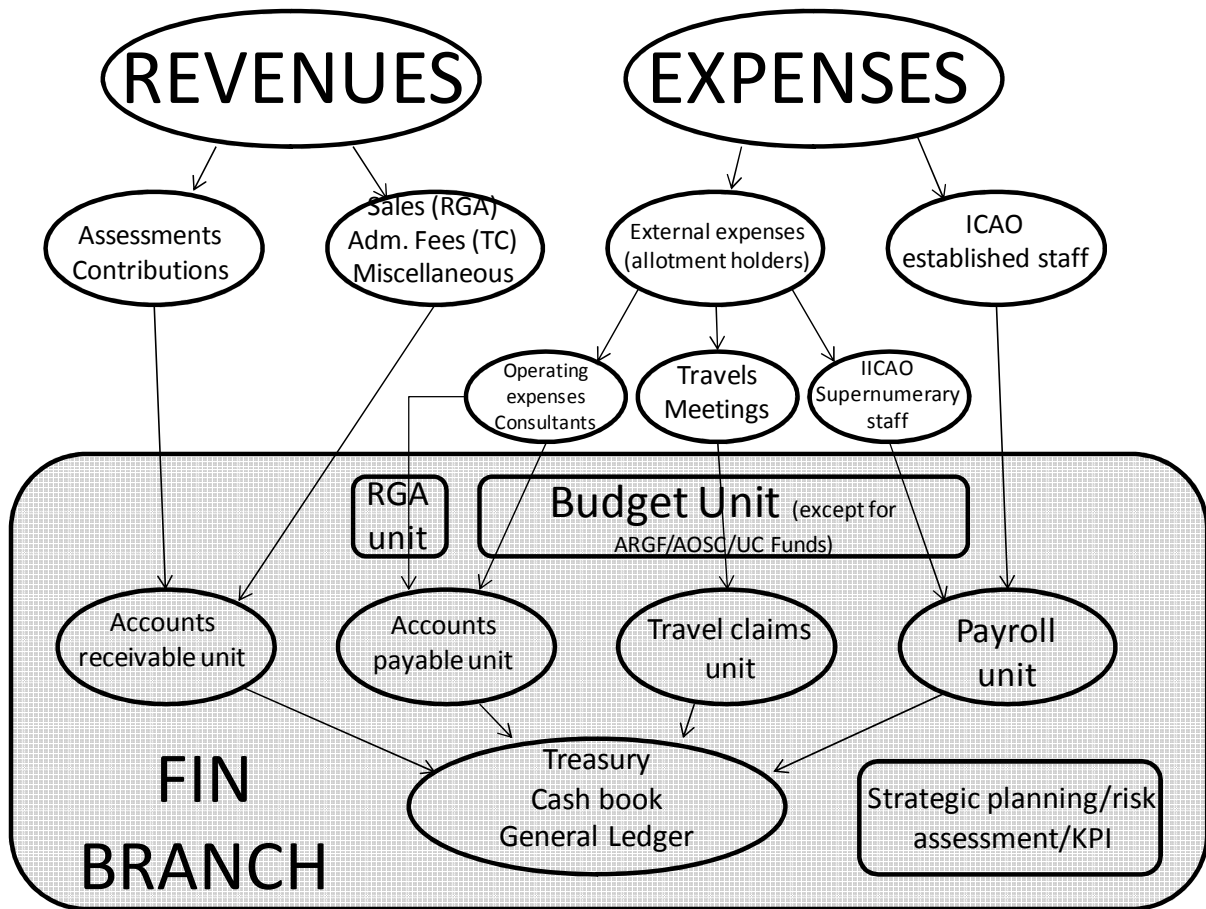 REVENUES
EXPENSES
Assessments
Contributions
Sales (RGA)
Adm. Fees (TC)
Miscellaneous
External expenses
(allotment holders)
ICAO
established staff
Operating
expenses
Consultants
Travels
Meetings
IICAO
Supernumerary
staff
RGA
unit
Budget Unit (except for
ARGF/AOSC/UC Funds)
Accounts
receivable unit
Accounts
payable unit
Travel claims
unit
Payroll
unit
Treasury
Cash book
General Ledger
FIN
BRANCH
Strategic planning/risk
assessment/KPI